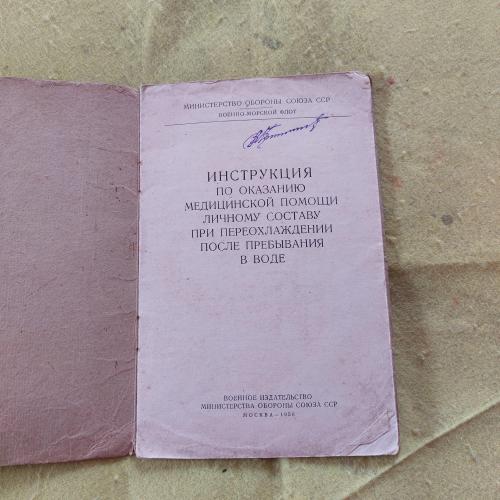 МИНИСТЕРСТВО ОБОРОНЫ СОЮЗА ССР
ВОЕННО-МОРСКОЙ ФЛОТ
ИНСТРУКЦИЯ
ПО ОКАЗАНИЮ
МЕДИЦИНСКОЙ ПОМОЩИ
ЛИЧНОМУ СОСТАВУ
ПРИ ПЕРЕОХЛАЖДЕНИИ
ПОСЛЕ ПРЕБЫВАНИЯ
В ВОДЕ
ВОЕННОЕ ИЗДАТЕЛЬСТВО
МИНИСТЕРСТВА ОБОРОНЫ СОЮЗА ССР
МОСКВА — 1956